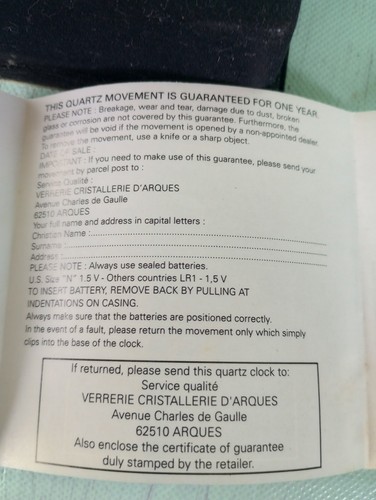 THIS QUARTZ MOVEMENT IS GUARANTEED FOR ONE YEAR.
PLEASE NOTE : Breakage, wear and tear, damage due to dust, broken
glass or corrosion are not covered by this guarantee. Furthermore, the
guarantee will be void if the movement is opened by a non-appointed dealer.
To remove the movement, use a knife or a sharp object.
DATE OF SALE :
IMPORTANT : If you need to make use of this guarantee, please send your
movement by parcel post to :
Service Qualité :
VERRERIE CRISTALLERIE D'ARQUES
Avenue Charles de Gaulle
62510 ARQUES
Your full name and address in capital letters :
Christian Name :
Surname :
Address :
PLEASE NOTE : Always use sealed batteries.
U.S. Size "N" 1.5 V - Others countries LR1 - 1,5 V
TO INSERT BATTERY, REMOVE BACK BY PULLING AT
INDENTATIONS ON CASING.
Always make sure that the batteries are positioned correctly.
In the event of a fault, please return the movement only which simply
clips into the base of the clock.
If returned, please send this quartz clock to:
Service qualité
VERRERIE CRISTALLERIE D'ARQUES
Avenue Charles de Gaulle
62510 ARQUES
Also enclose the certificate of guarantee
duly stamped by the retailer.